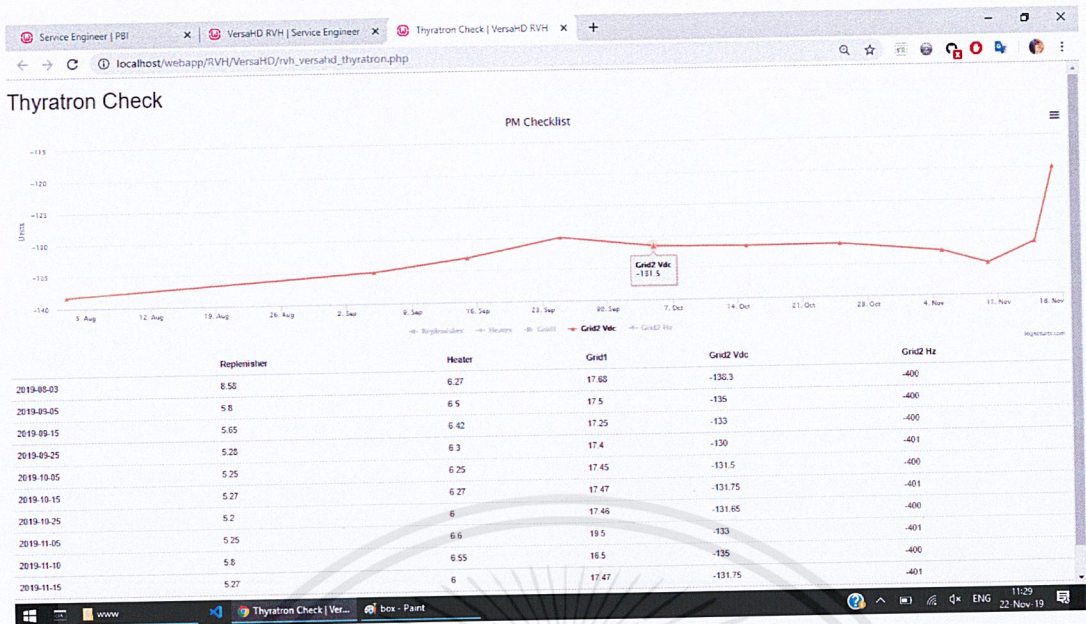 Service Engineer | PBI
VersaHD RVH | Service Engineer
Thyratron Check | VersaHD RVH
localhost/webapp/RVH/VersaHD/rvh_versahd_thyratron.php
Thyratron Check
PM Checklist
Units
-115
-120
-125
-130
-135
-140
5. Aug 12. Aug 19. Aug 26. Aug 2. Sep 9. Sep 16. Sep 23. Sep 30. Sep 7. Oct 14. Oct 21. Oct 28. Oct 4. Nov 11. Nov 18. Nov
Grid2 Vdc
-131.5
Replenisher Heater Grid1 Grid2 Vdc Grid2 Hz
Highcharts.com
Replenisher Heater Grid1 Grid2 Vdc Grid2 Hz
2019-08-03 8.58 6.27 17.68 -138.3 -400
2019-09-05 5.8 6.5 17.5 -135 -400
2019-09-15 5.65 6.42 17.25 -133 -400
2019-09-25 5.28 6.3 17.4 -130 -401
2019-10-05 5.25 6.25 17.45 -131.5 -400
2019-10-15 5.27 6.27 17.47 -131.75 -401
2019-10-25 5.2 6 17.46 -131.65 -400
2019-11-05 5.25 6.6 19.5 -133 -401
2019-11-10 5.8 6.55 16.5 -135 -400
2019-11-15 5.27 6 17.47 -131.75 -401
www
Thyratron Check | Ver...
box - Paint
ENG
11:29
22-Nov-19